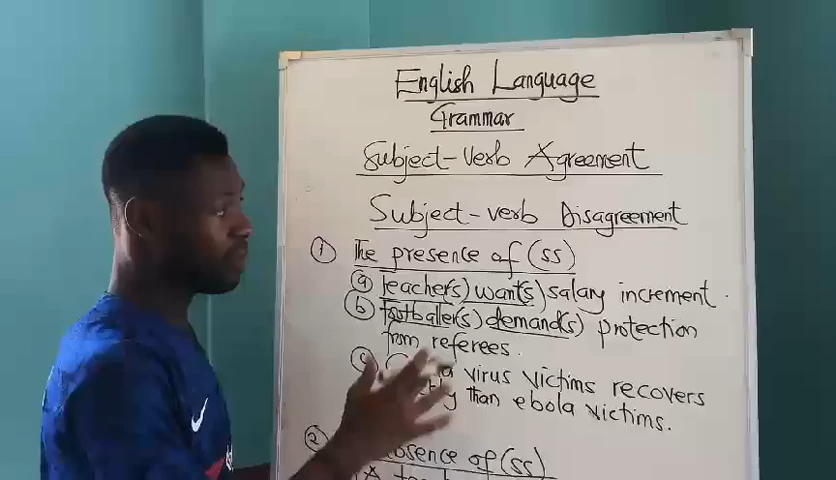 English Language
Grammar
Subject-verb Agreement
Subject-verb Disagreement
① The presence of (ss)
ⓐ teacher(s) want(s) salary increment.
ⓑ footballer(s) demand(s) protection
from referees.
virus victims recovers
than ebola victims.
② of (ss)
A